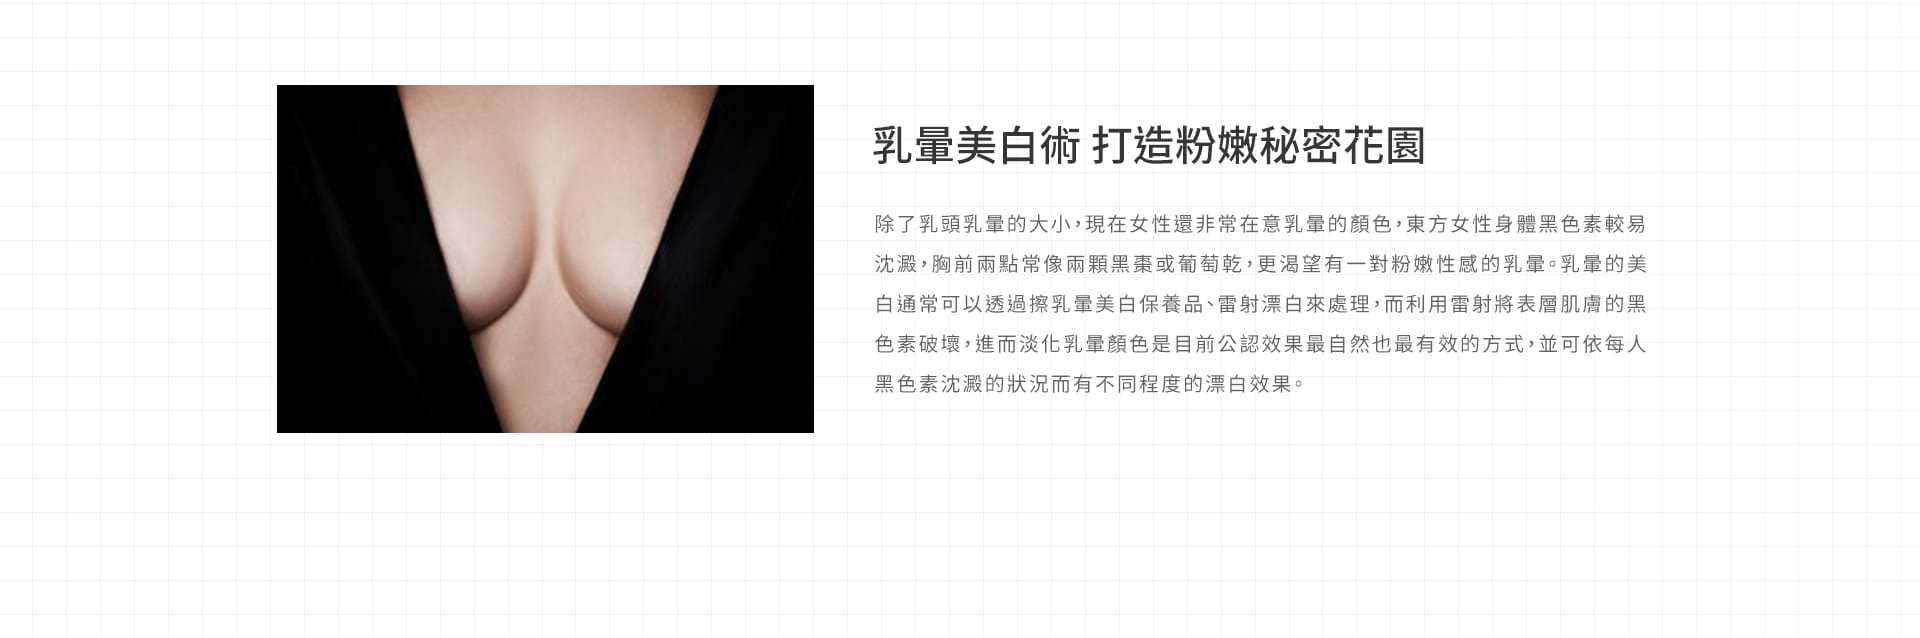 乳暈美白術 打造粉嫩秘密花園
除了乳頭乳暈的大小，現在女性還非常在意乳暈的顏色，東方女性身體黑色素較易
沈澱，胸前兩點常像兩顆黑棗或葡萄乾，更渴望有一對粉嫩性感的乳暈。乳暈的美
白通常可以透過擦乳暈美白保養品、雷射漂白來處理，而利用雷射將表層肌膚的黑
色素破壞，進而淡化乳暈顏色是目前公認效果最自然也最有效的方式，並可依每人
黑色素沈澱的狀況而有不同程度的漂白效果。